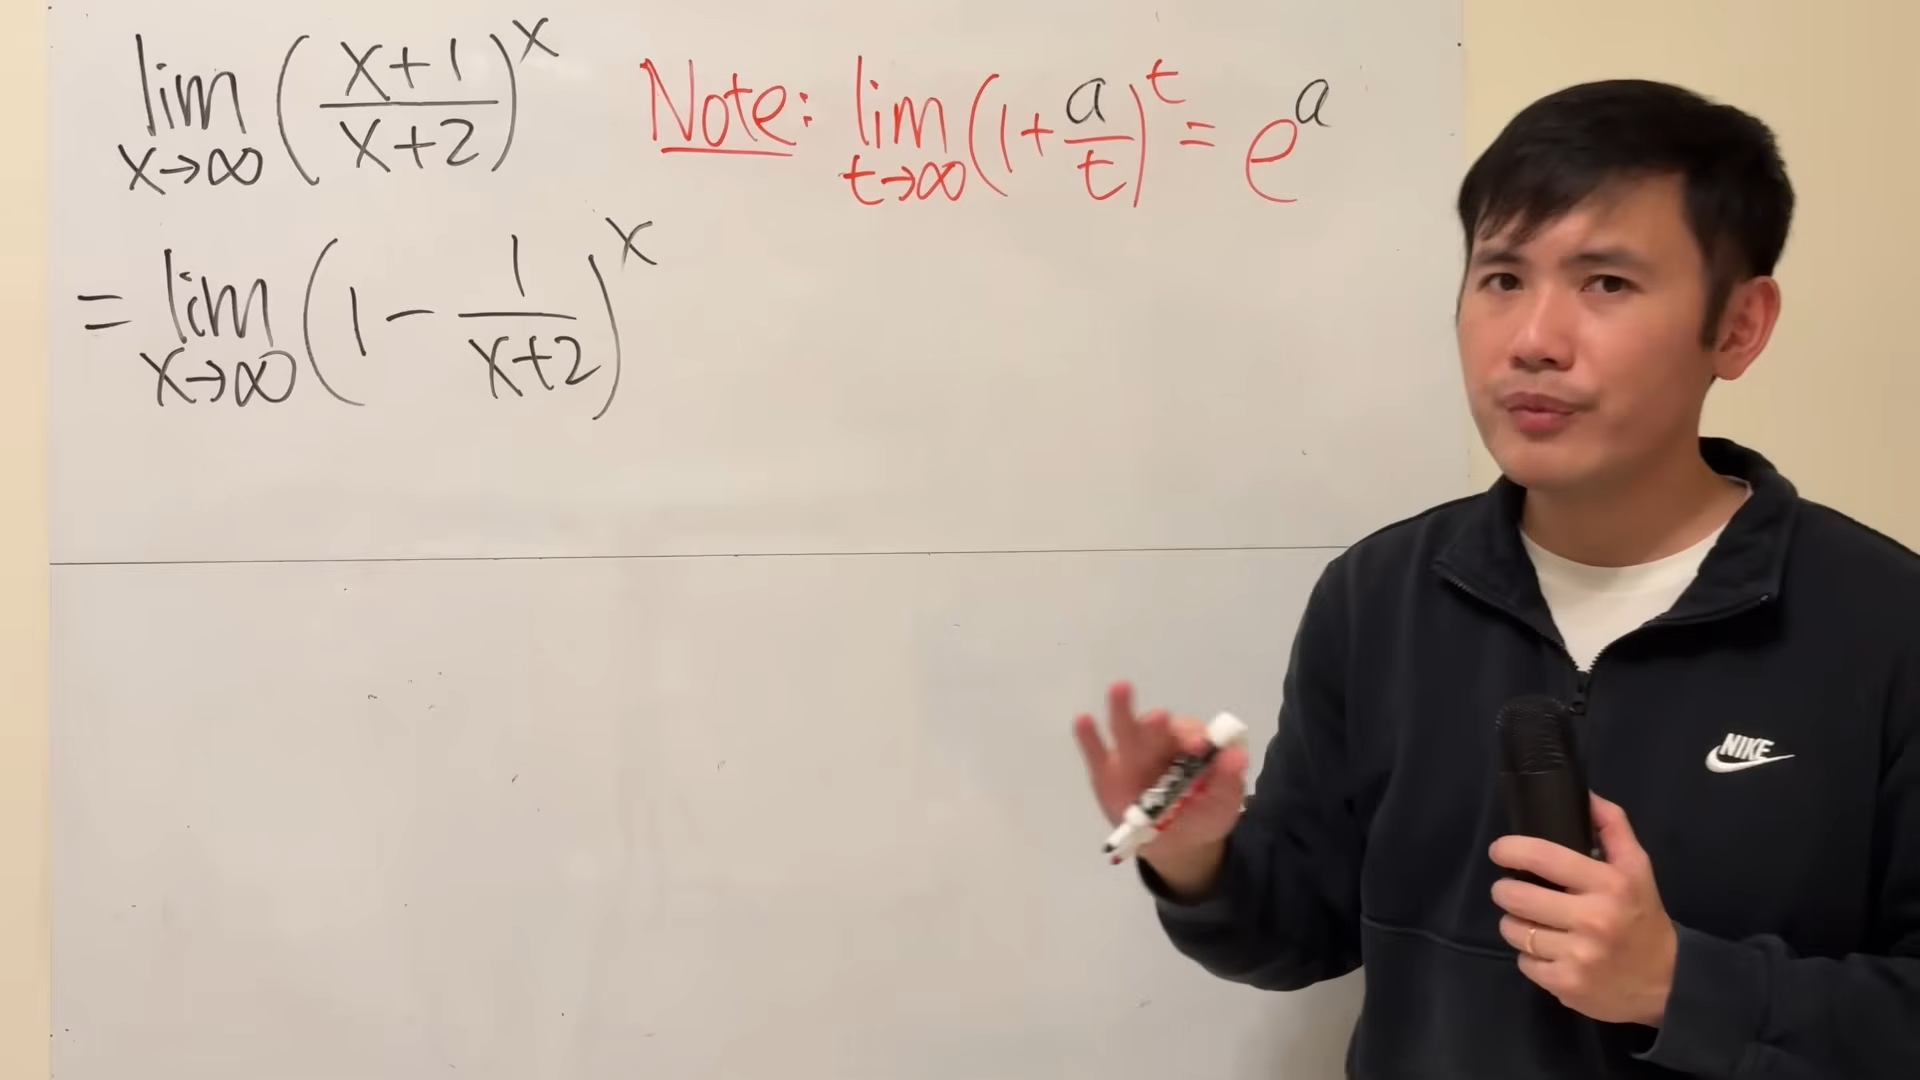 lim x→∞ (x+1/x+2)^x
Note: lim t→∞ (1+a/t)^t = e^a
= lim x→∞ (1 - 1/x+2)^x
NIKE